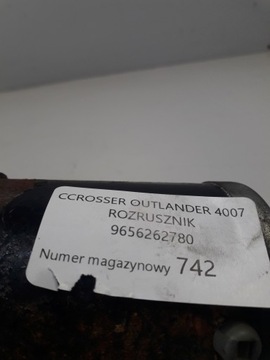 CCROSSER OUTLANDER 4007
ROZRUSZNIK
9656262780
Numer magazynowy 742